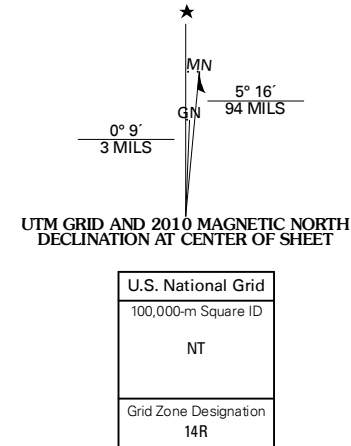 MN
5° 16´
94 MILS
GN
0° 9´
3 MILS
UTM GRID AND 2010 MAGNETIC NORTH
DECLINATION AT CENTER OF SHEET
U.S. National Grid
100,000-m Square ID
NT
Grid Zone Designation
14R